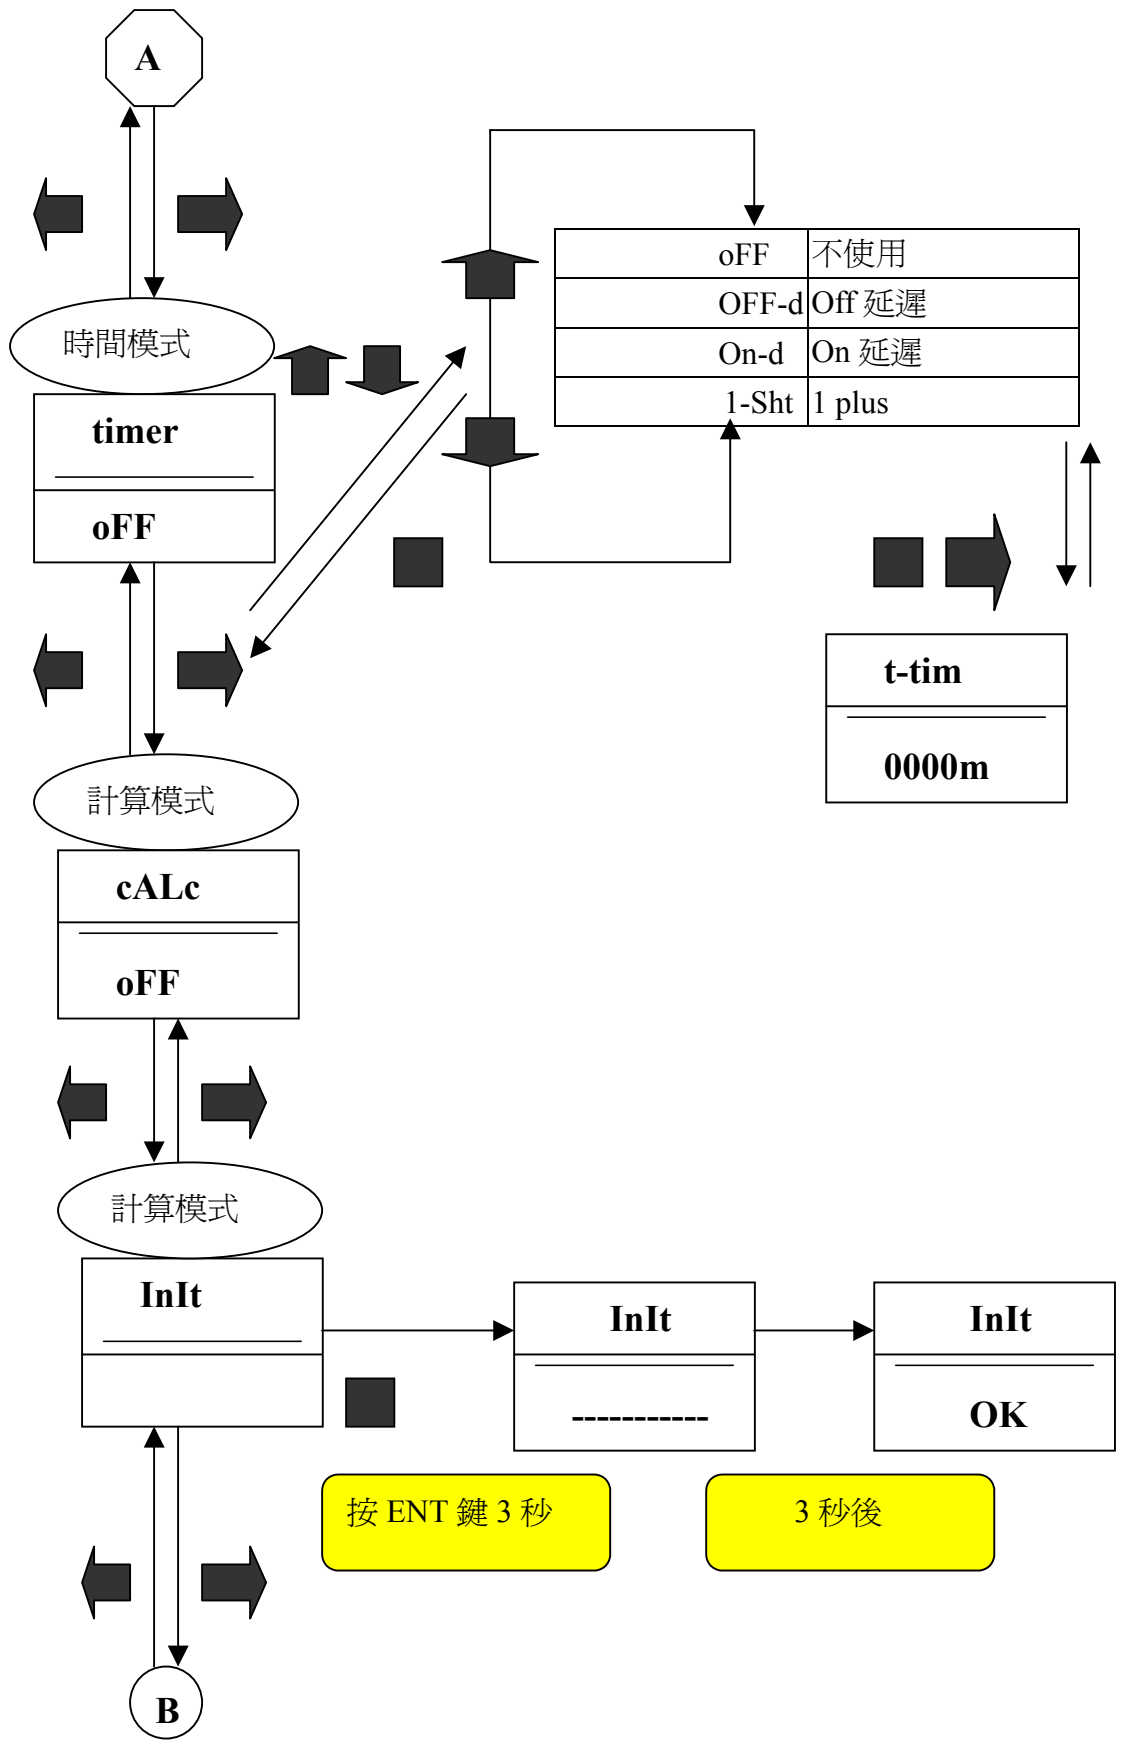 A
oFF 不使用
OFF-d Off 延遲
On-d On 延遲
1-Sht 1 plus
時間模式
timer
oFF
t-tim
0000m
計算模式
cALc
oFF
計算模式
InIt
InIt
-----------
InIt
OK
按 ENT 鍵 3 秒
3 秒後
B